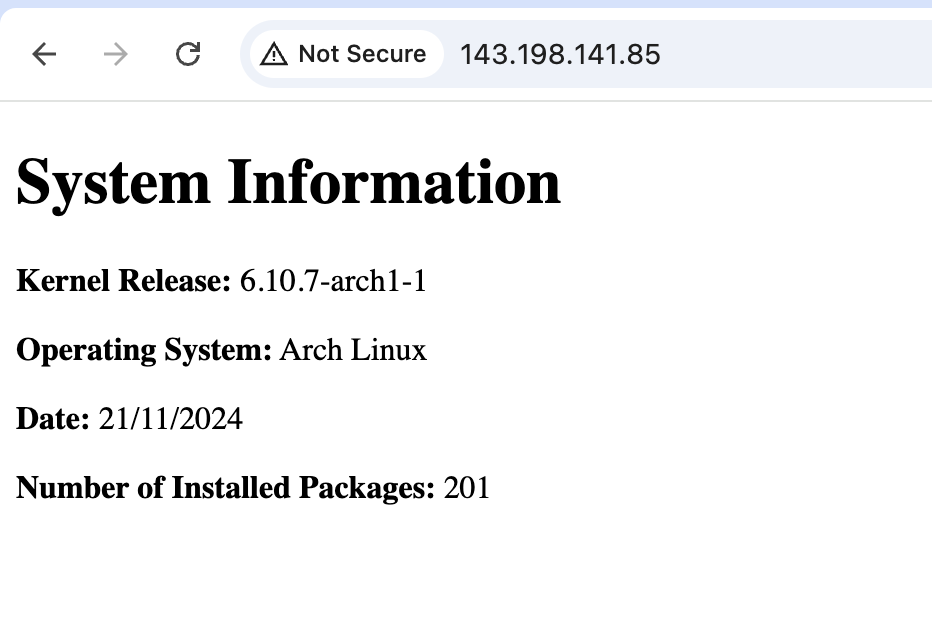 Not Secure 143.198.141.85
System Information
Kernel Release: 6.10.7-arch1-1
Operating System: Arch Linux
Date: 21/11/2024
Number of Installed Packages: 201